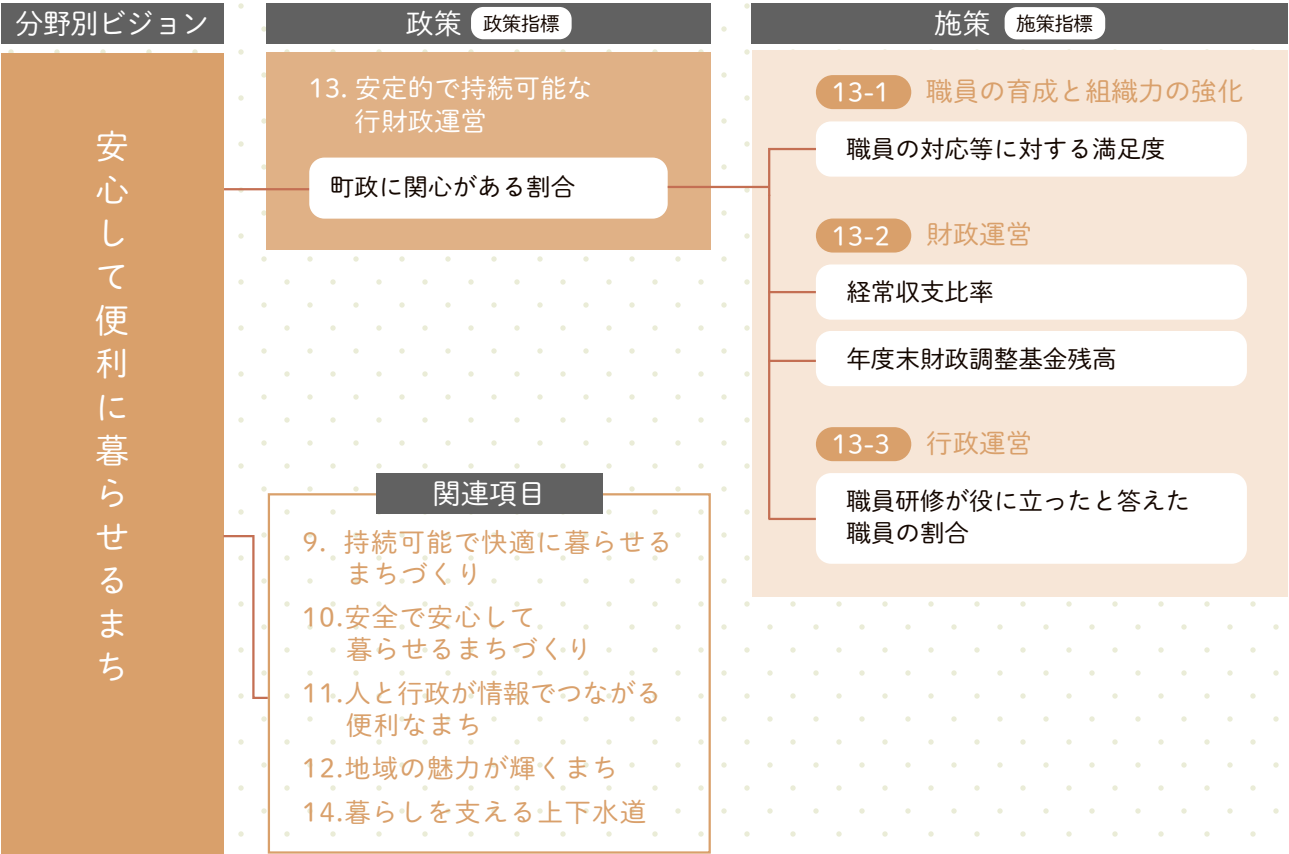 分野別ビジョン
安心して便利に暮らせるまち
政策 政策指標
13. 安定的で持続可能な
行財政運営
町政に関心がある割合
施策 施策指標
13-1 職員の育成と組織力の強化
職員の対応等に対する満足度
13-2 財政運営
経常収支比率
年度末財政調整基金残高
13-3 行政運営
職員研修が役に立ったと答えた
職員の割合
関連項目
9. 持続可能で快適に暮らせる
まちづくり
10.安全で安心して
暮らせるまちづくり
11.人と行政が情報でつながる
便利なまち
12.地域の魅力が輝くまち
14.暮らしを支える上下水道